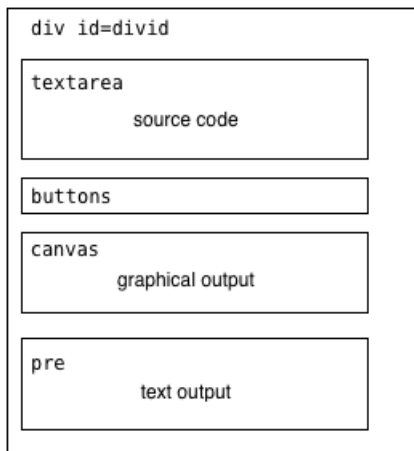 div id=divid
textarea
source code
buttons
canvas
graphical output
pre
text output